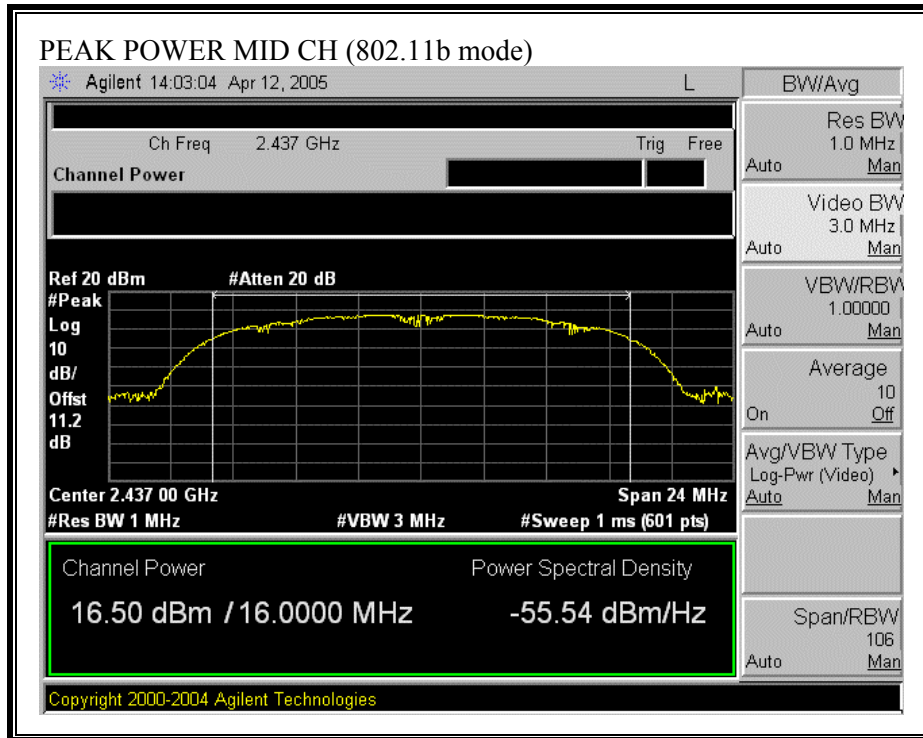 PEAK POWER MID CH (802.11b mode)
Agilent 14:03:04 Apr 12, 2005 L
BW/Avg
Ch Freq 2.437 GHz Trig Free
Channel Power
Res BW
1.0 MHz
Auto Man
Video BW
3.0 MHz
Auto Man
VBW/RBW
1.00000
Auto Man
Average
10
On Off
Avg/VBW Type
Log-Pwr (Video)
Auto Man
Span/RBW
106
Auto Man
Ref 20 dBm #Atten 20 dB
#Peak
Log
10
dB/
Offst
11.2
dB
Center 2.437 00 GHz Span 24 MHz
#Res BW 1 MHz #VBW 3 MHz #Sweep 1 ms (601 pts)
Channel Power Power Spectral Density
16.50 dBm / 16.0000 MHz -55.54 dBm/Hz
Copyright 2000-2004 Agilent Technologies